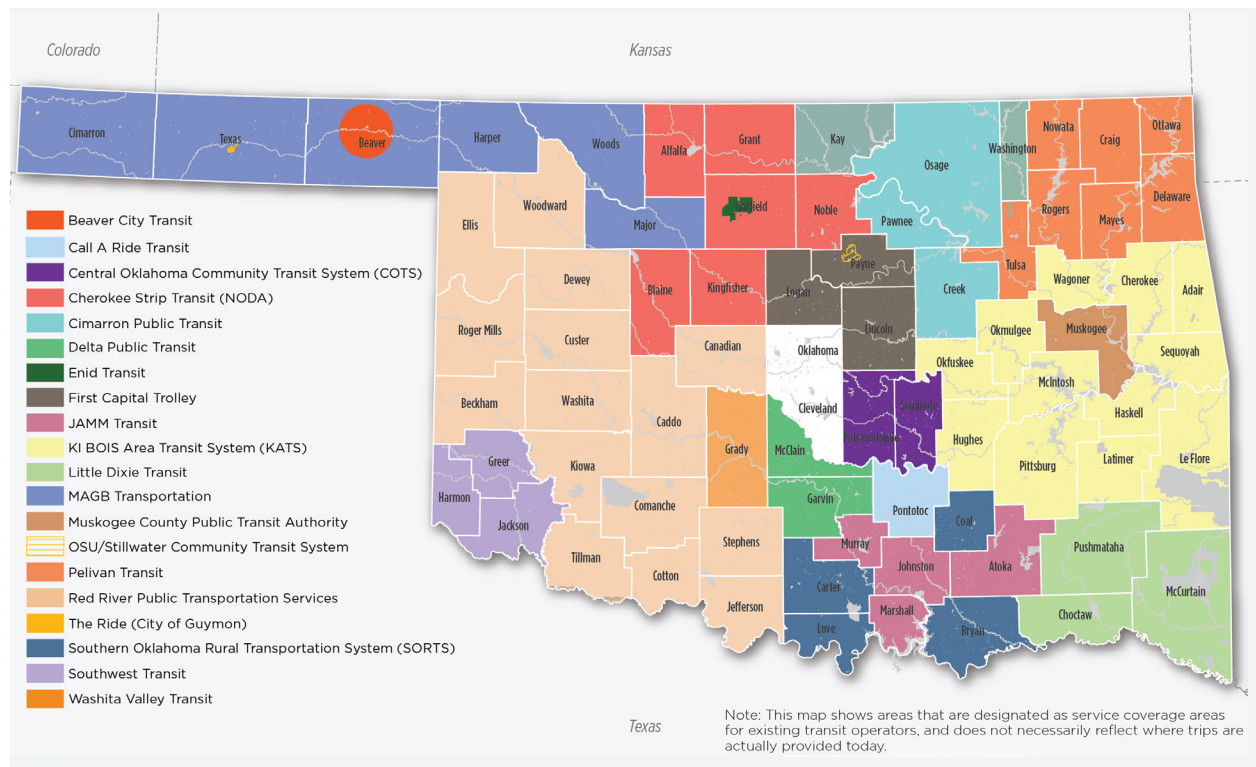 Colorado
Kansas
Cimarron
Texas
Beaver
Harper
Woods
Alfalfa
Grant
Kay
Osage
Washington
Nowata
Craig
Ottawa
Ellis
Woodward
Major
Garfield
Noble
Pawnee
Rogers
Mayes
Delaware
Beaver City Transit
Call A Ride Transit
Central Oklahoma Community Transit System (COTS)
Cherokee Strip Transit (NODA)
Cimarron Public Transit
Delta Public Transit
Enid Transit
First Capital Trolley
JAMM Transit
KI BOIS Area Transit System (KATS)
Little Dixie Transit
MAGB Transportation
Muskogee County Public Transit Authority
OSU/Stillwater Community Transit System
Pelivan Transit
Red River Public Transportation Services
The Ride (City of Guymon)
Southern Oklahoma Rural Transportation System (SORTS)
Southwest Transit
Washita Valley Transit
Dewey
Blaine
Kingfisher
Logan
Payne
Creek
Tulsa
Wagoner
Cherokee
Adair
Roger Mills
Custer
Canadian
Oklahoma
Lincoln
Okmulgee
Muskogee
Sequoyah
Okfuskee
McIntosh
Beckham
Washita
Caddo
Cleveland
Pottawatomie
Seminole
Haskell
Grady
McClain
Hughes
Pittsburg
Latimer
Le Flore
Greer
Kiowa
Harmon
Jackson
Comanche
Garvin
Pontotoc
Coal
Tillman
Cotton
Stephens
Murray
Johnston
Atoka
Pushmataha
McCurtain
Jefferson
Carter
Love
Marshall
Bryan
Choctaw
Texas
Note: This map shows areas that are designated as service coverage areas
for existing transit operators, and does not necessarily reflect where trips are
actually provided today.